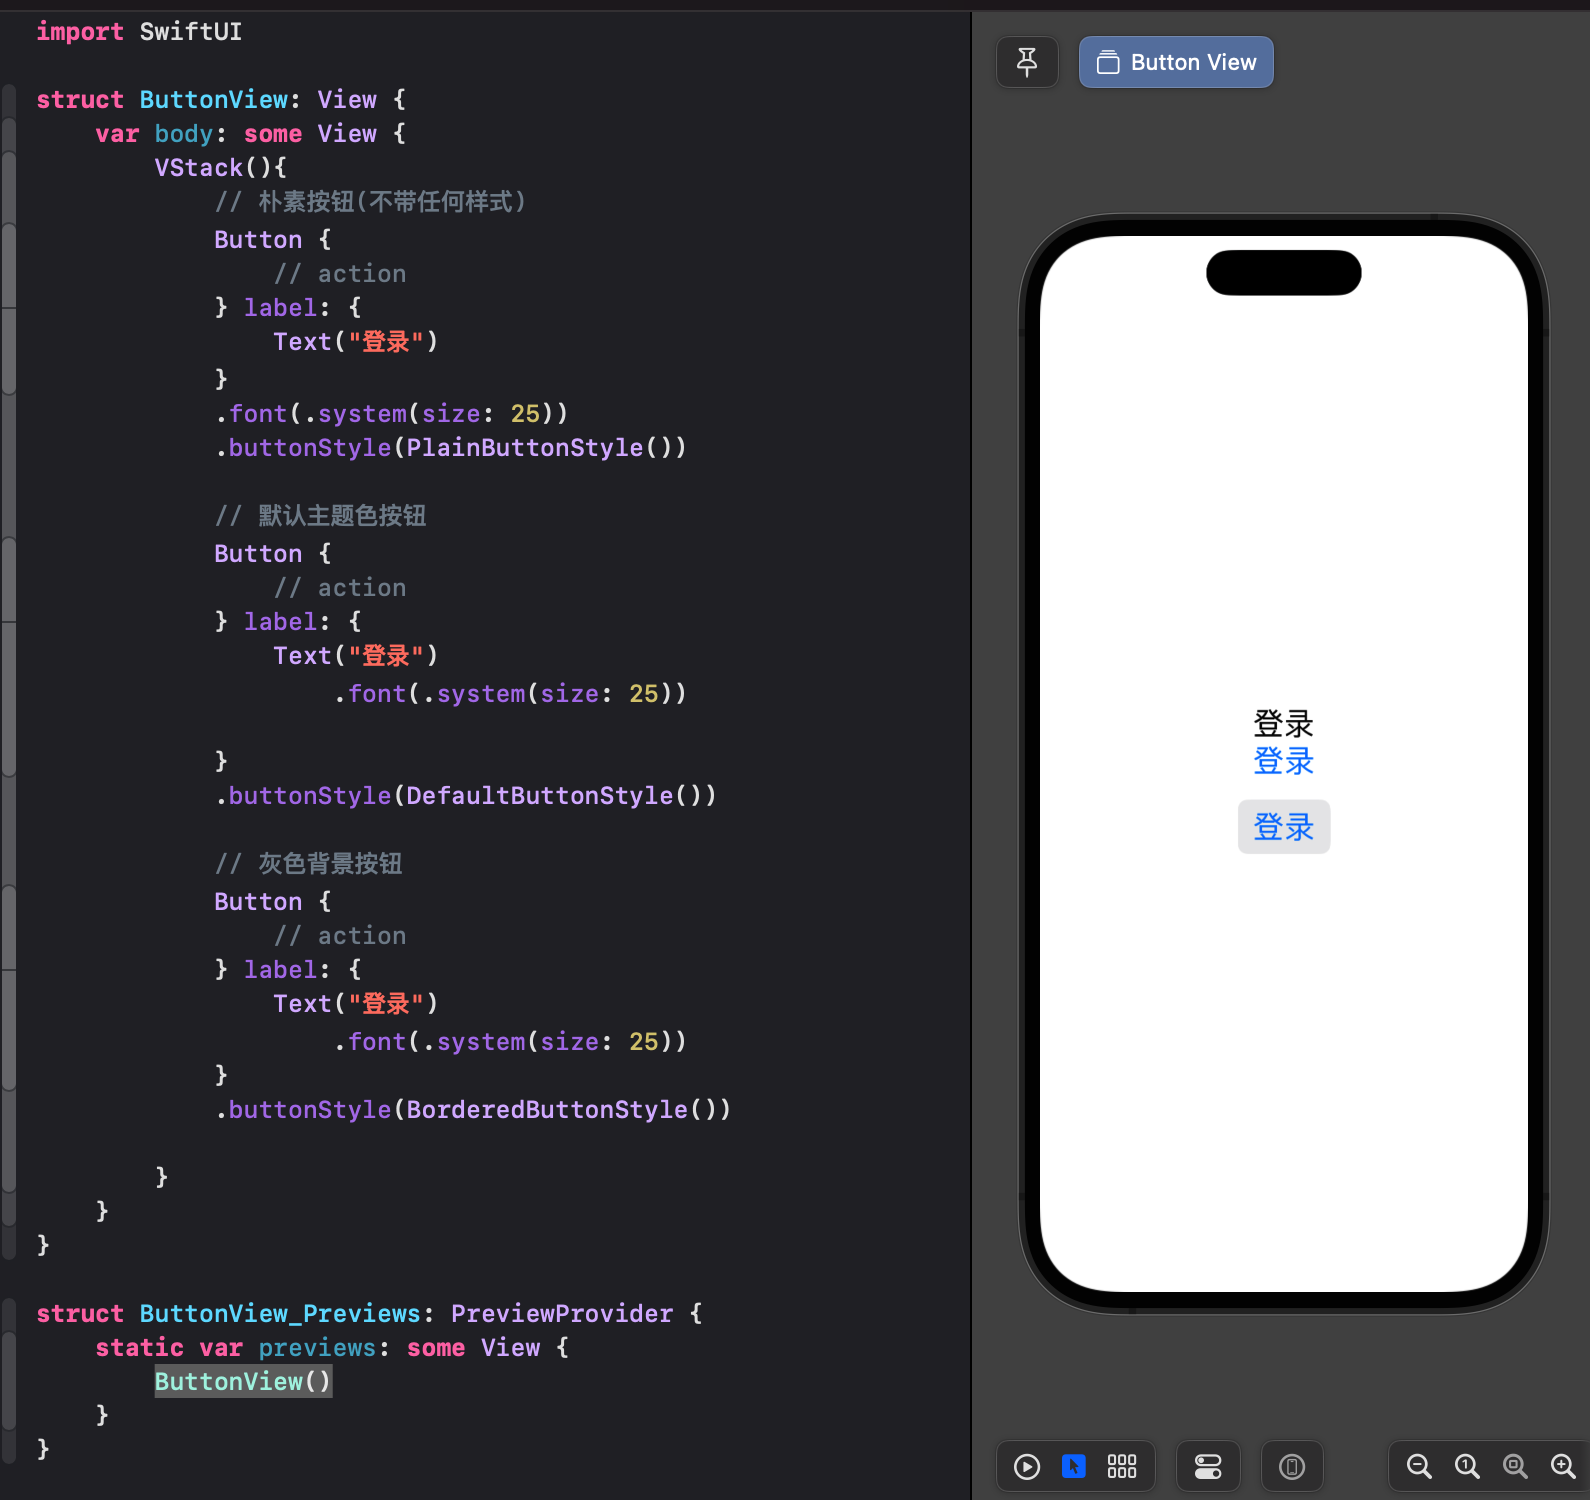 import SwiftUI
struct ButtonView: View {
    var body: some View {
        VStack(){
            // 朴素按钮(不带任何样式)
            Button {
                // action
            } label: {
                Text("登录")
            }
            .font(.system(size: 25))
            .buttonStyle(PlainButtonStyle())
            // 默认主题色按钮
            Button {
                // action
            } label: {
                Text("登录")
                    .font(.system(size: 25))
            }
            .buttonStyle(DefaultButtonStyle())
            // 灰色背景按钮
            Button {
                // action
            } label: {
                Text("登录")
                    .font(.system(size: 25))
            }
            .buttonStyle(BorderedButtonStyle())
        }
    }
}
struct ButtonView_Previews: PreviewProvider {
    static var previews: some View {
        ButtonView()
    }
}
Button View
登录
登录
登录